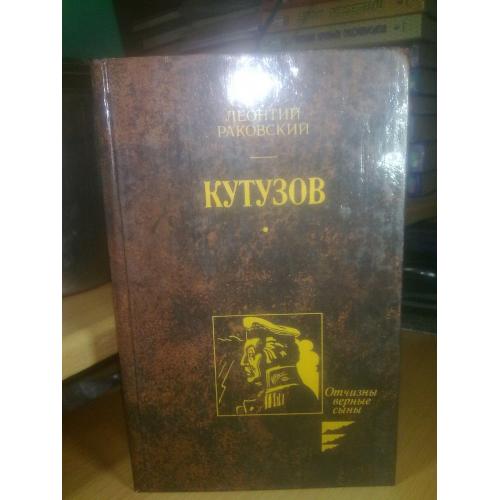 ЛЕОНТИЙ
РАКОВСКИЙ
КУТУЗОВ
Отчизны
верные
сыны